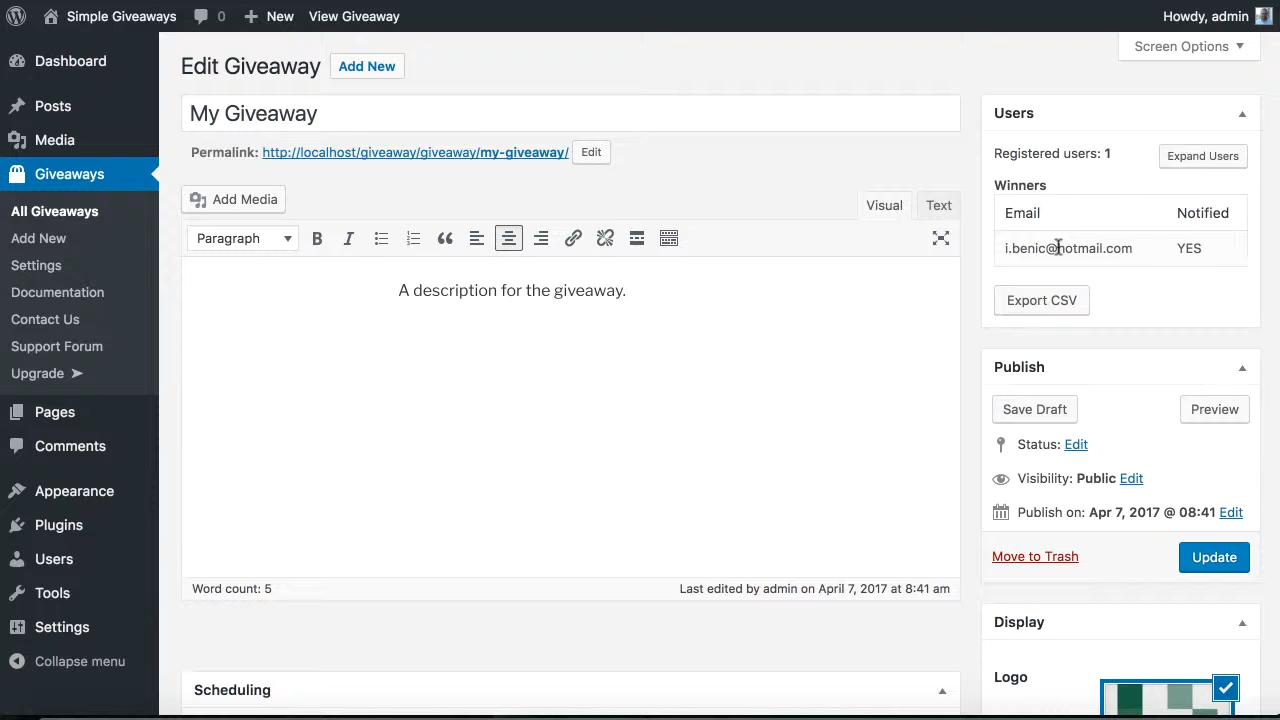 Simple Giveaways 0 New View Giveaway Howdy, admin
Screen Options
Dashboard
Posts
Media
Giveaways
All Giveaways
Add New
Settings
Documentation
Contact Us
Support Forum
Upgrade ➤
Pages
Comments
Appearance
Plugins
Users
Tools
Settings
Collapse menu
Edit Giveaway Add New
My Giveaway
Permalink: http://localhost/giveaway/giveaway/my-giveaway/ Edit
Add Media
Visual Text
Paragraph B I
A description for the giveaway.
Word count: 5 Last edited by admin on April 7, 2017 at 8:41 am
Scheduling
Users
Registered users: 1 Expand Users
Winners
Email Notified
i.benic@hotmail.com YES
Export CSV
Publish
Save Draft Preview
Status: Edit
Visibility: Public Edit
Publish on: Apr 7, 2017 @ 08:41 Edit
Move to Trash Update
Display
Logo